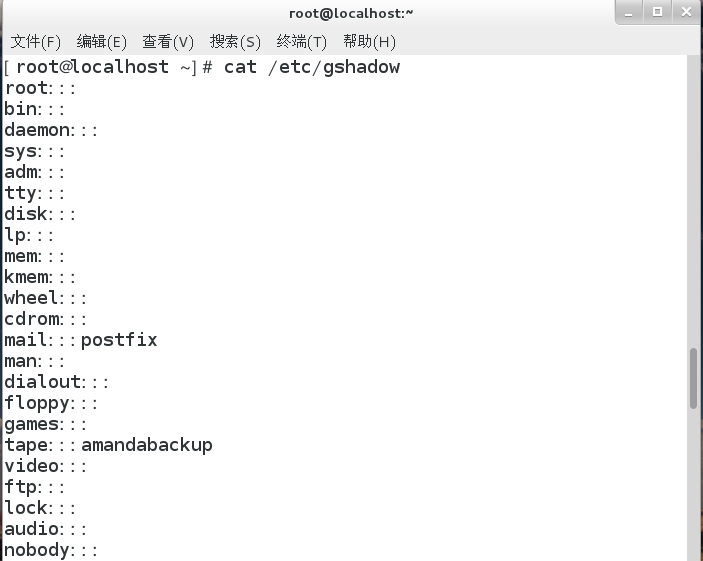 root@localhost:~
文件(F) 编辑(E) 查看(V) 搜索(S) 终端(T) 帮助(H)
[root@localhost ~]# cat /etc/gshadow
root:::
bin:::
daemon:::
sys:::
adm:::
tty:::
disk:::
lp:::
mem:::
kmem:::
wheel:::
cdrom:::
mail:::postfix
man:::
dialout:::
floppy:::
games:::
tape:::amandabackup
video:::
ftp:::
lock:::
audio:::
nobody:::